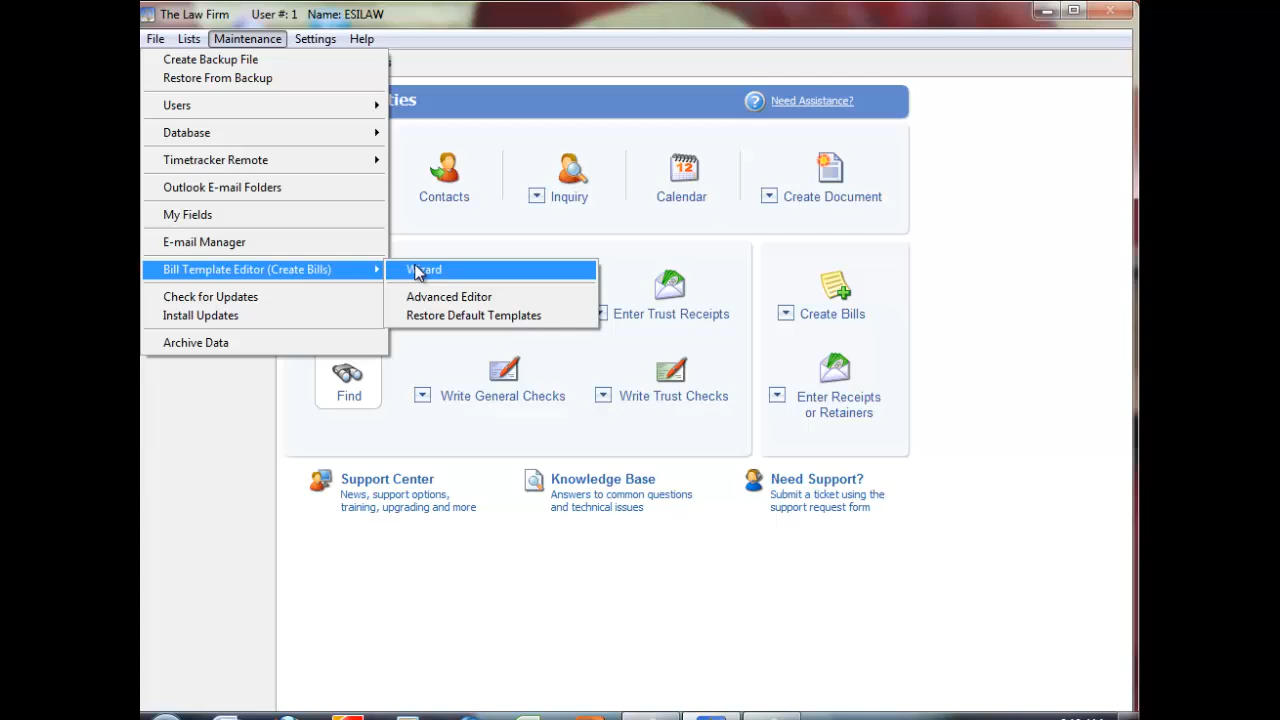 The Law Firm User #: 1 Name: ESILAW
File Lists Maintenance Settings Help
Create Backup File
Restore From Backup
Users
Database
Timetracker Remote
Outlook E-mail Folders
My Fields
E-mail Manager
Bill Template Editor (Create Bills)
Check for Updates
Install Updates
Archive Data
Wizard
Advanced Editor
Restore Default Templates
ties
Need Assistance?
Contacts
Inquiry
Calendar
12
Create Document
Enter Trust Receipts
Create Bills
Find
Write General Checks
Write Trust Checks
Enter Receipts
or Retainers
Support Center
News, support options,
training, upgrading and more
Knowledge Base
Answers to common questions
and technical issues
Need Support?
Submit a ticket using the
support request form